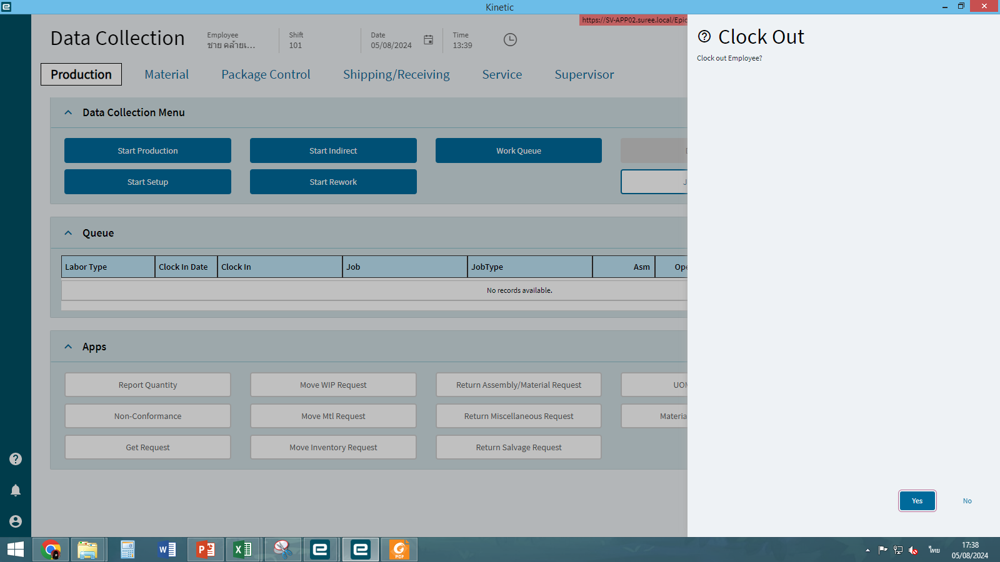 Kinetic
https://SV-APP02.suree.local/Epic
Data Collection
Employee
ชาย คล้ายเ...
Shift
101
Date
05/08/2024
Time
13:39
Production
Material
Package Control
Shipping/Receiving
Service
Supervisor
Data Collection Menu
Start Production
Start Indirect
Work Queue
Start Setup
Start Rework
J
Queue
Labor Type
Clock In Date
Clock In
Job
JobType
Asm
Ope
No records available.
Apps
Report Quantity
Move WIP Request
Return Assembly/Material Request
UOM
Non-Conformance
Move Mtl Request
Return Miscellaneous Request
Materia
Get Request
Move Inventory Request
Return Salvage Request
Clock Out
Clock out Employee?
Yes
No
PDF
ไทย
17:38
05/08/2024